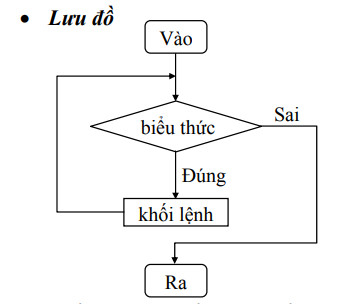 • Lưu đồ
Vào
biểu thức
Sai
Đúng
khối lệnh
Ra